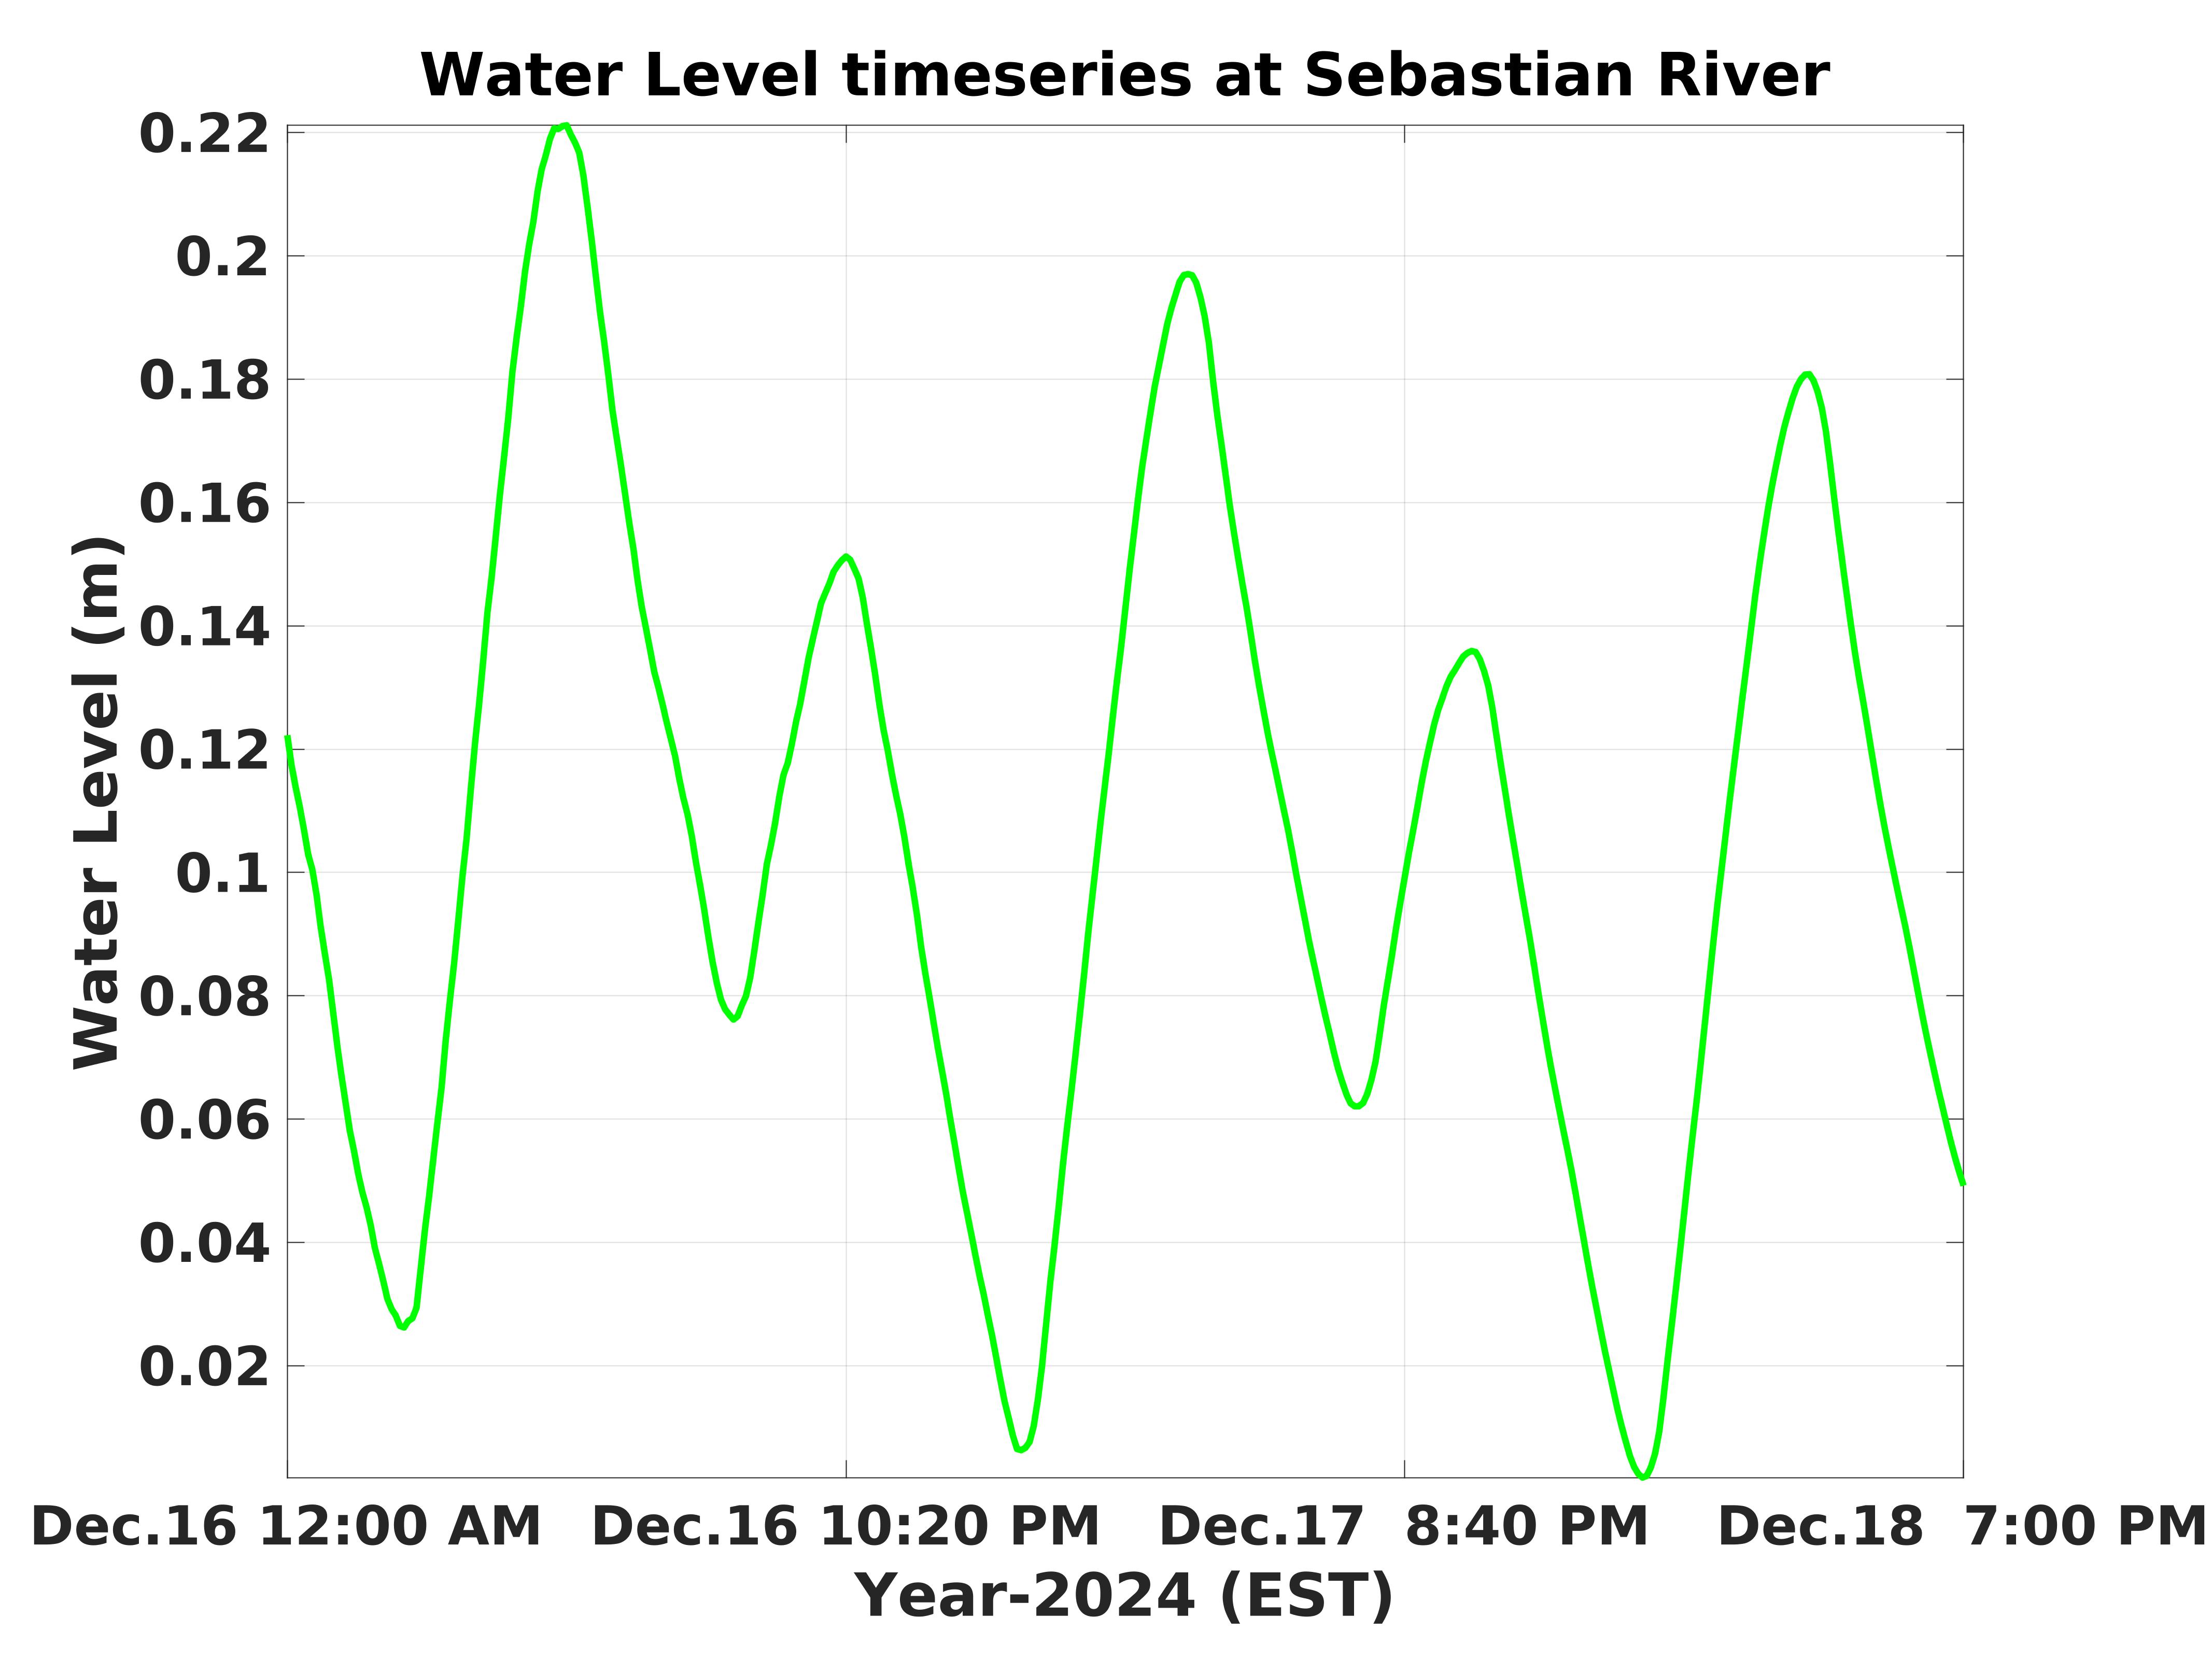 Water Level timeseries at Sebastian River
0.22
0.2
0.18
0.16
0.14
0.12
0.1
0.08
0.06
0.04
0.02
Water Level (m)
Dec.16 12:00 AM Dec.16 10:20 PM Dec.17 8:40 PM Dec.18 7:00 PM
Year-2024 (EST)